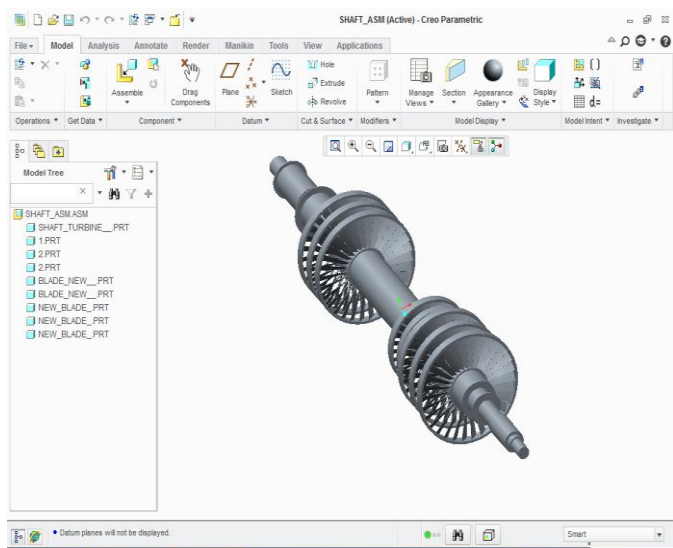 SHAFT_ASM (Active) - Creo Parametric
File Model Analysis Annotate Render Manikin Tools View Applications
Assemble Drag Components Plane Sketch Hole Extrude Revolve Pattern Manage Views Section Appearance Gallery Display Style d=
Operations Get Data Component Datum Cut & Surface Modifiers Model Display Model Intent Investigate
Model Tree
SHAFT_ASM.ASM
SHAFT_TURBINE__.PRT
1.PRT
2.PRT
2.PRT
BLADE_NEW__.PRT
BLADE_NEW__.PRT
NEW_BLADE_.PRT
NEW_BLADE_.PRT
NEW_BLADE_.PRT
• Datum planes will not be displayed.
Smart